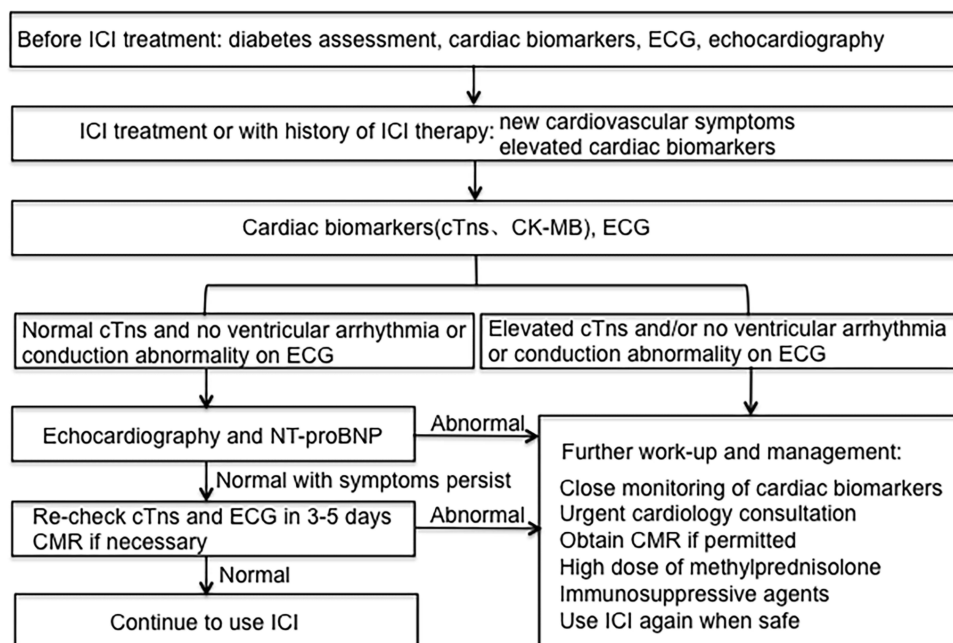 Before ICI treatment: diabetes assessment, cardiac biomarkers, ECG, echocardiography
ICI treatment or with history of ICI therapy: new cardiovascular symptoms
elevated cardiac biomarkers
Cardiac biomarkers(cTns、CK-MB), ECG
Normal cTns and no ventricular arrhythmia or
conduction abnormality on ECG
Elevated cTns and/or no ventricular arrhythmia
or conduction abnormality on ECG
Echocardiography and NT-proBNP
Abnormal
Normal with symptoms persist
Re-check cTns and ECG in 3-5 days
CMR if necessary
Abnormal
Normal
Continue to use ICI
Further work-up and management:
Close monitoring of cardiac biomarkers
Urgent cardiology consultation
Obtain CMR if permitted
High dose of methylprednisolone
Immunosuppressive agents
Use ICI again when safe